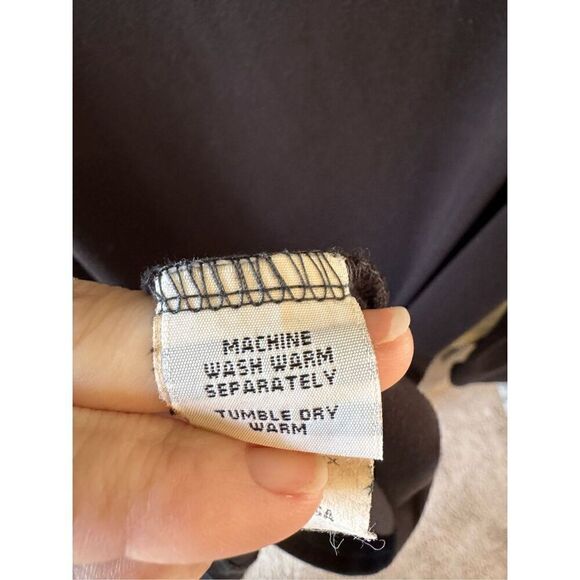 MACHINE
WASH WARM
SEPARATELY
TUMBLE DRY
WARM